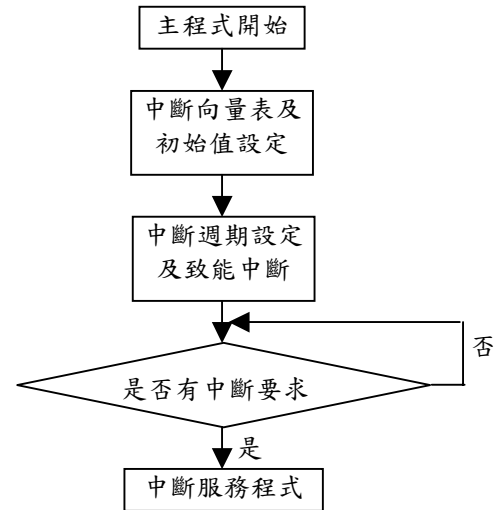 主程式開始
中斷向量表及
初始值設定
中斷週期設定
及致能中斷
否
是否有中斷要求
是
中斷服務程式